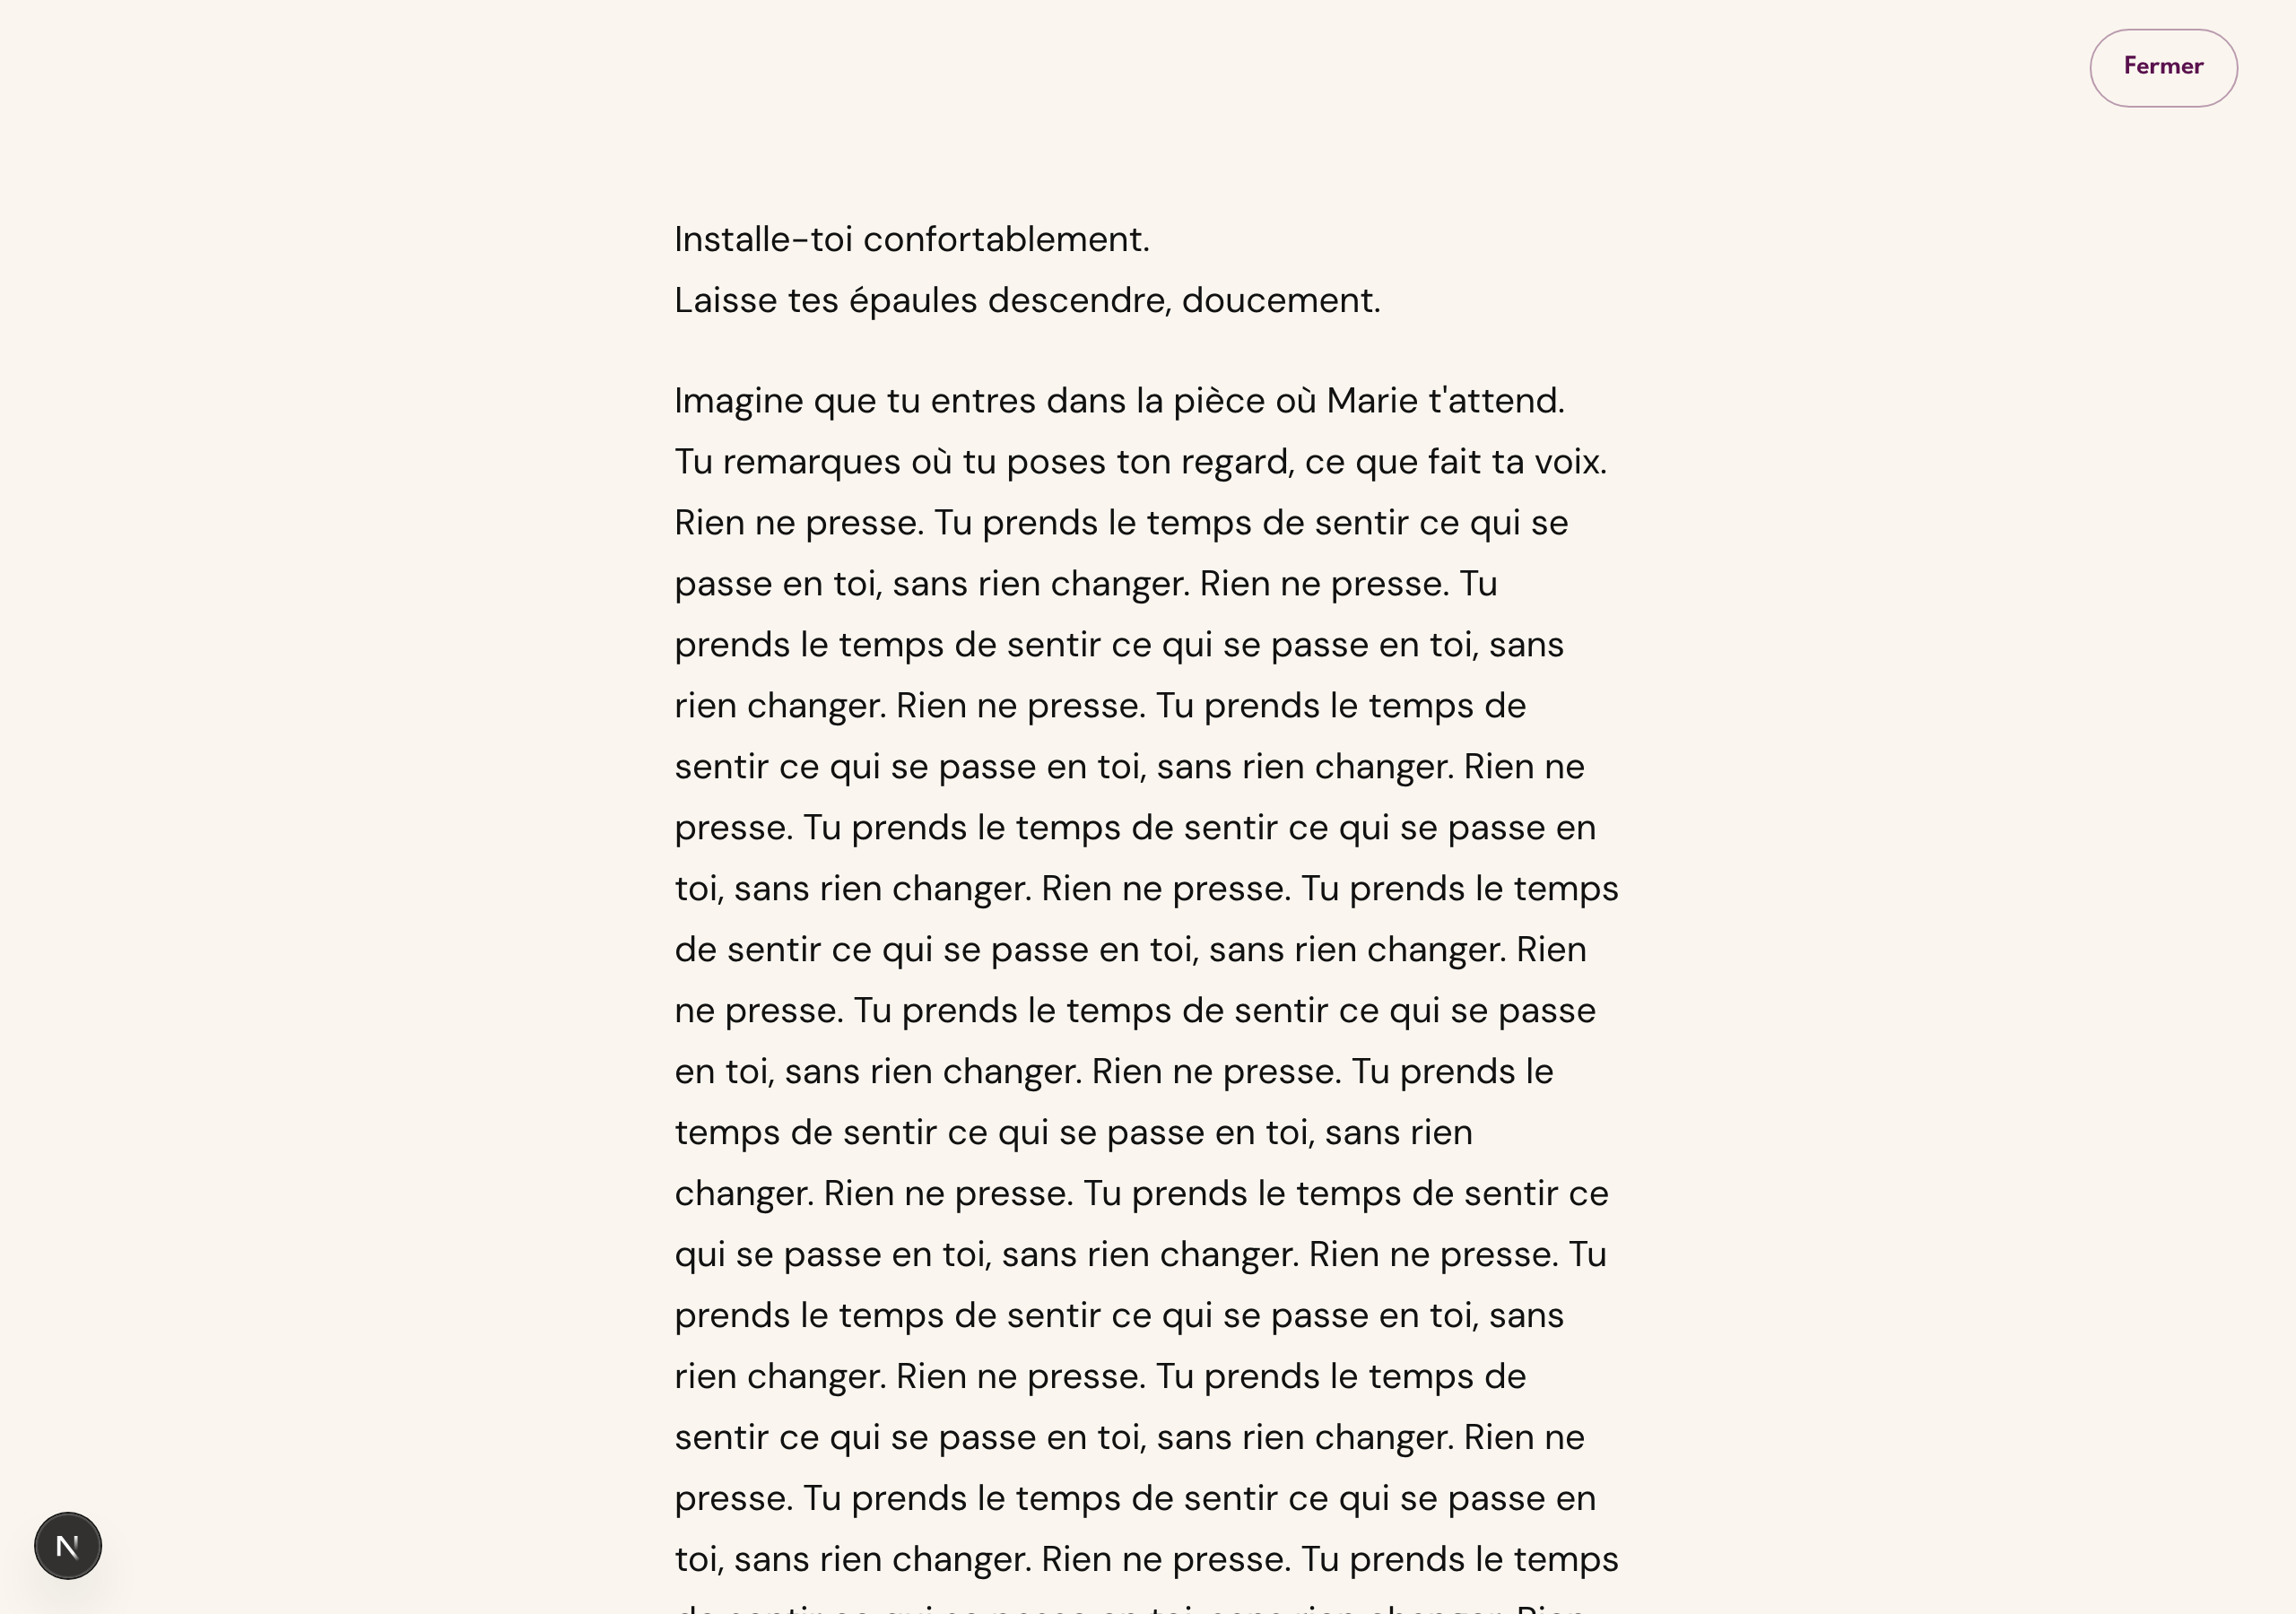 Fermer
Installe-toi confortablement.
Laisse tes épaules descendre, doucement.
Imagine que tu entres dans la pièce où Marie t'attend.
Tu remarques où tu poses ton regard, ce que fait ta voix.
Rien ne presse. Tu prends le temps de sentir ce qui se
passe en toi, sans rien changer. Rien ne presse. Tu
prends le temps de sentir ce qui se passe en toi, sans
rien changer. Rien ne presse. Tu prends le temps de
sentir ce qui se passe en toi, sans rien changer. Rien ne
presse. Tu prends le temps de sentir ce qui se passe en
toi, sans rien changer. Rien ne presse. Tu prends le temps
de sentir ce qui se passe en toi, sans rien changer. Rien
ne presse. Tu prends le temps de sentir ce qui se passe
en toi, sans rien changer. Rien ne presse. Tu prends le
temps de sentir ce qui se passe en toi, sans rien
changer. Rien ne presse. Tu prends le temps de sentir ce
qui se passe en toi, sans rien changer. Rien ne presse. Tu
prends le temps de sentir ce qui se passe en toi, sans
rien changer. Rien ne presse. Tu prends le temps de
sentir ce qui se passe en toi, sans rien changer. Rien ne
presse. Tu prends le temps de sentir ce qui se passe en
toi, sans rien changer. Rien ne presse. Tu prends le temps
de sentir ce qui se passe en toi, sans rien changer. Rien
N